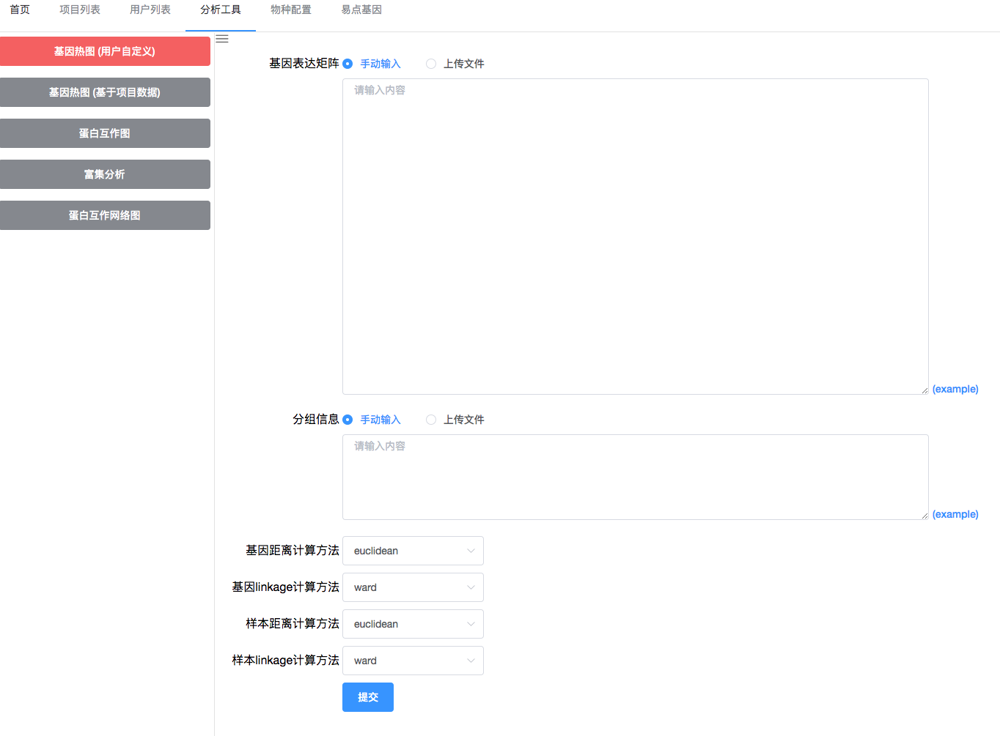 首页 项目列表 用户列表 分析工具 物种配置 易点基因
基因热图 (用户自定义)
基因热图 (基于项目数据)
蛋白互作图
富集分析
蛋白互作网络图
基因表达矩阵 手动输入 上传文件
请输入内容
(example)
分组信息 手动输入 上传文件
请输入内容
(example)
基因距离计算方法 euclidean
基因linkage计算方法 ward
样本距离计算方法 euclidean
样本linkage计算方法 ward
提交